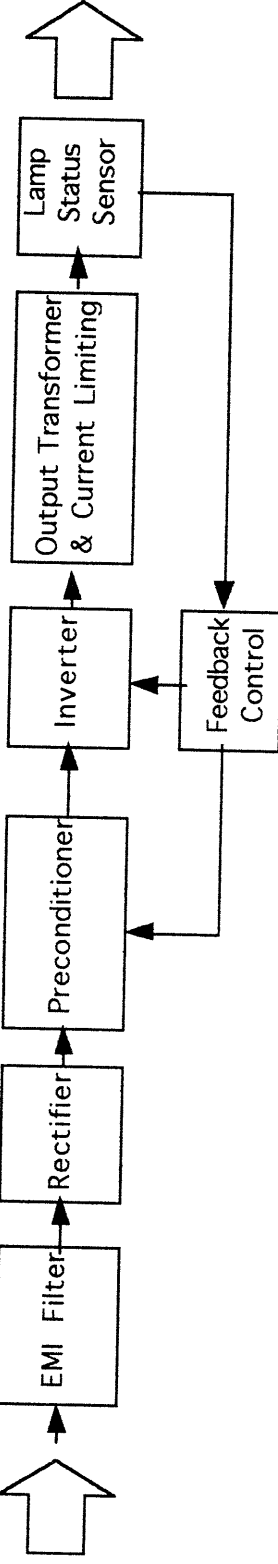 EMI Filter
Rectifier
Preconditioner
Inverter
Output Transformer
& Current Limiting
Lamp
Status
Sensor
Feedback
Control